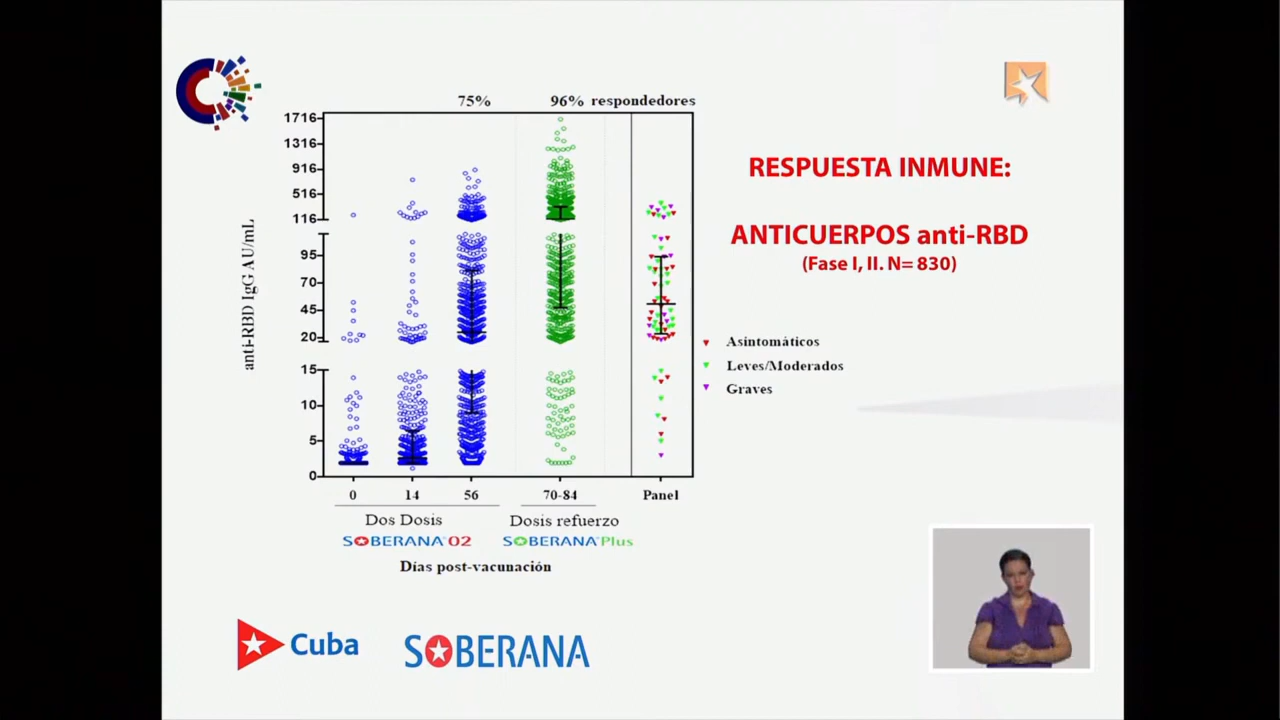 75% 96% respondedores
1716
1316
916
516
116
95
70
45
20
15
10
5
0
anti-RBD IgG AU/mL
0 14 56 70-84 Panel
Dos Dosis Dosis refuerzo
SOBERANA 02 SOBERANA Plus
Días post-vacunación
RESPUESTA INMUNE:
ANTICUERPOS anti-RBD
(Fase I, II. N= 830)
Asintomáticos
Leves/Moderados
Graves
Cuba SOBERANA